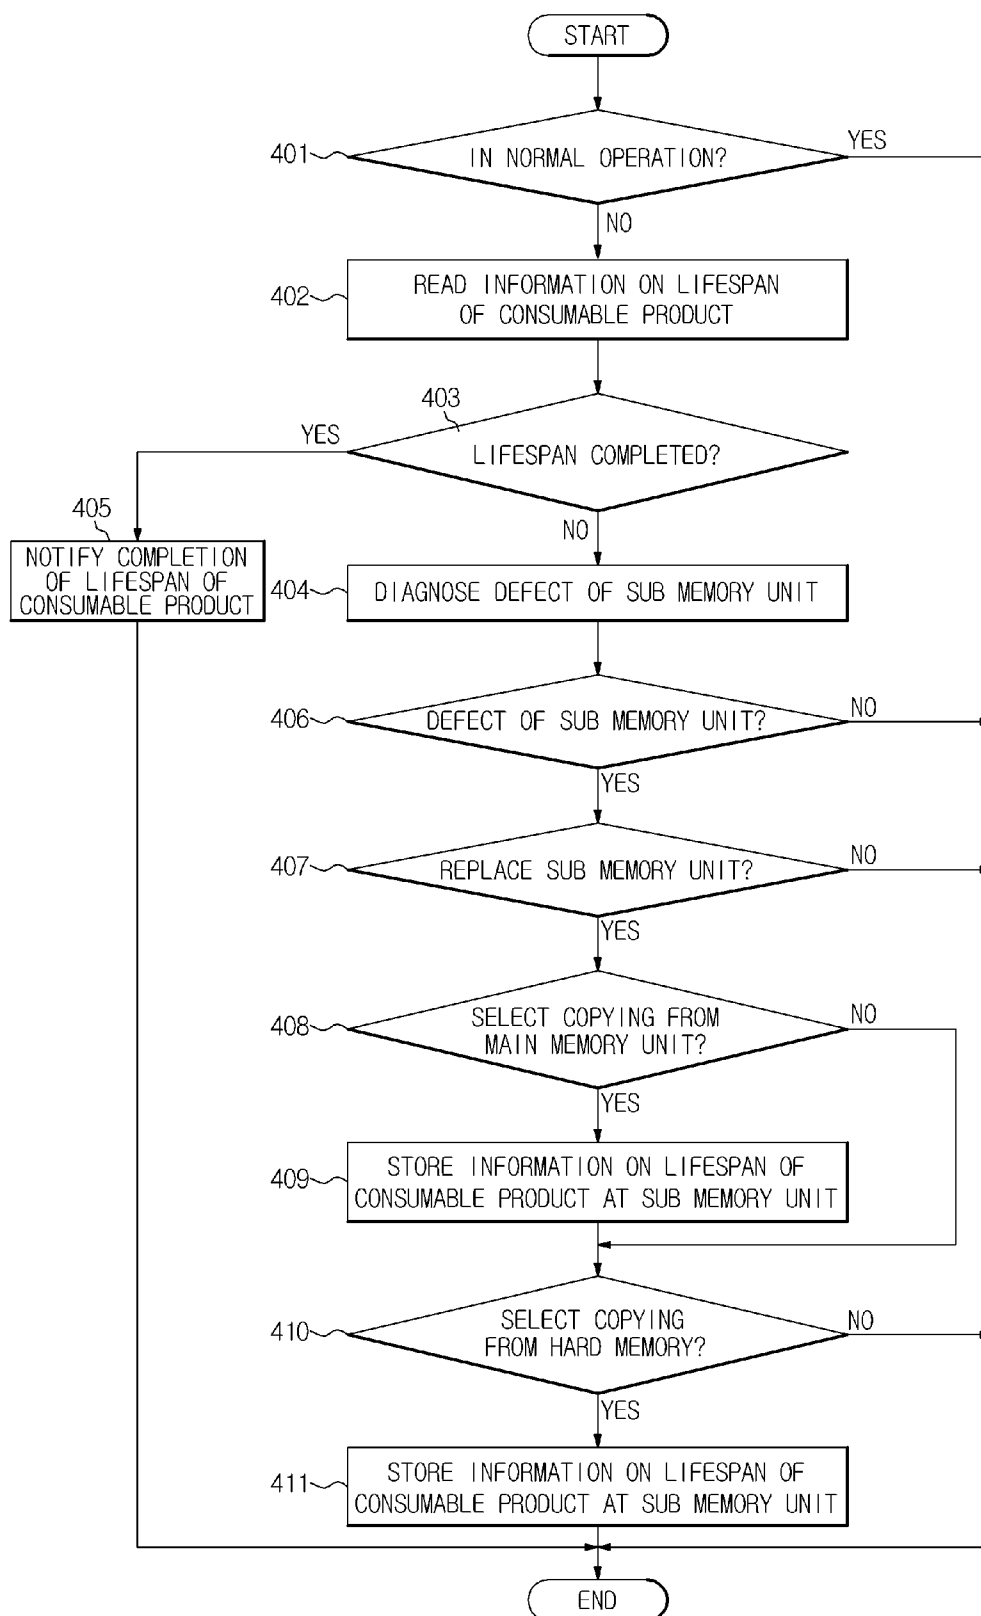 START
401
IN NORMAL OPERATION?
YES
NO
402
READ INFORMATION ON LIFESPAN
OF CONSUMABLE PRODUCT
403
YES
LIFESPAN COMPLETED?
NO
405
NOTIFY COMPLETION
OF LIFESPAN OF
CONSUMABLE PRODUCT
404
DIAGNOSE DEFECT OF SUB MEMORY UNIT
406
DEFECT OF SUB MEMORY UNIT?
NO
YES
407
REPLACE SUB MEMORY UNIT?
NO
YES
408
SELECT COPYING FROM
MAIN MEMORY UNIT?
NO
YES
409
STORE INFORMATION ON LIFESPAN OF
CONSUMABLE PRODUCT AT SUB MEMORY UNIT
410
SELECT COPYING
FROM HARD MEMORY?
NO
YES
411
STORE INFORMATION ON LIFESPAN OF
CONSUMABLE PRODUCT AT SUB MEMORY UNIT
END